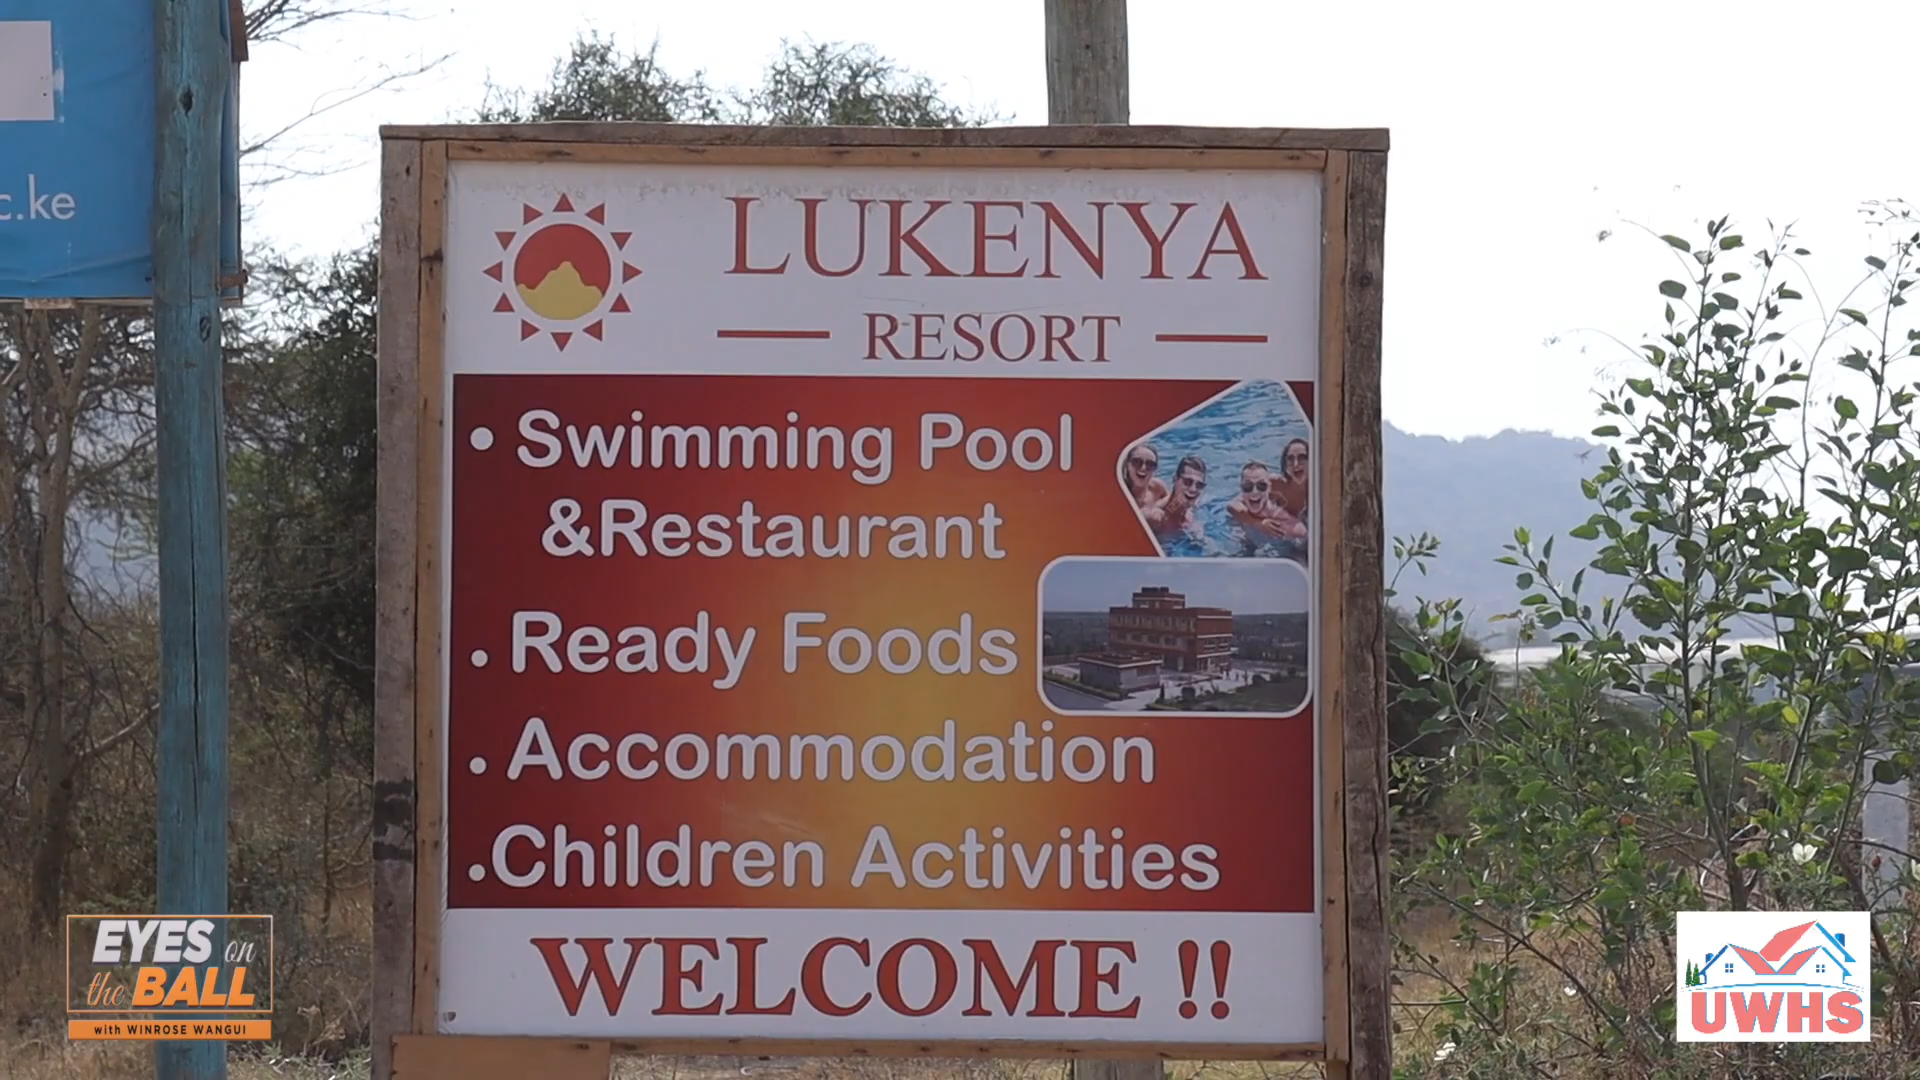 c.ke
LUKENYA
RESORT
• Swimming Pool
&Restaurant
• Ready Foods
• Accommodation
• Children Activities
WELCOME !!
EYES on
the BALL
with WINROSE WANGUI
UWHS